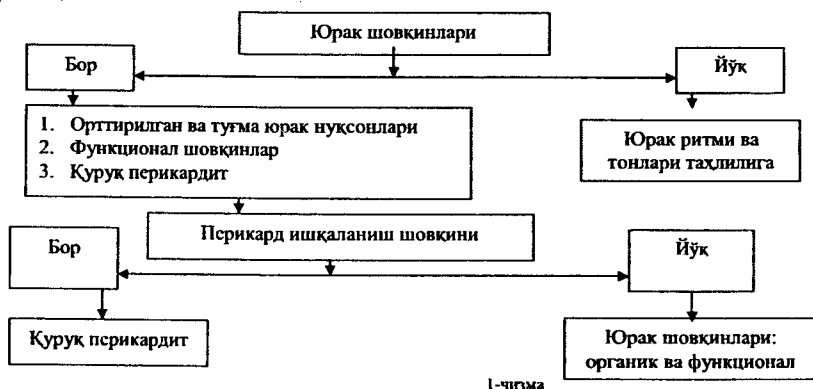 Юрак шовқинлари
Бор
Йўқ
1. Орттирилган ва туғма юрак нуқсонлари
2. Функционал шовқинлар
3. Қуруқ перикардит
Юрак ритми ва
тонлари таҳлилига
Перикард ишқаланиш шовқини
Бор
Йўқ
Қуруқ перикардит
Юрак шовқинлари:
органик ва функционал
1-чизма